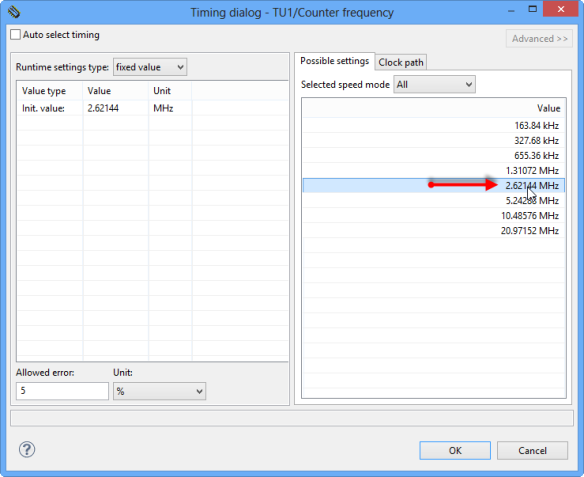 Timing dialog - TU1/Counter frequency
Auto select timing
Advanced >>
Runtime settings type: fixed value
Value type Value Unit
Init. value: 2.62144 MHz
Allowed error: Unit:
5 %
Possible settings Clock path
Selected speed mode All
Value
163.84 kHz
327.68 kHz
655.36 kHz
1.31072 MHz
2.62144 MHz
5.24288 MHz
10.48576 MHz
20.97152 MHz
OK Cancel